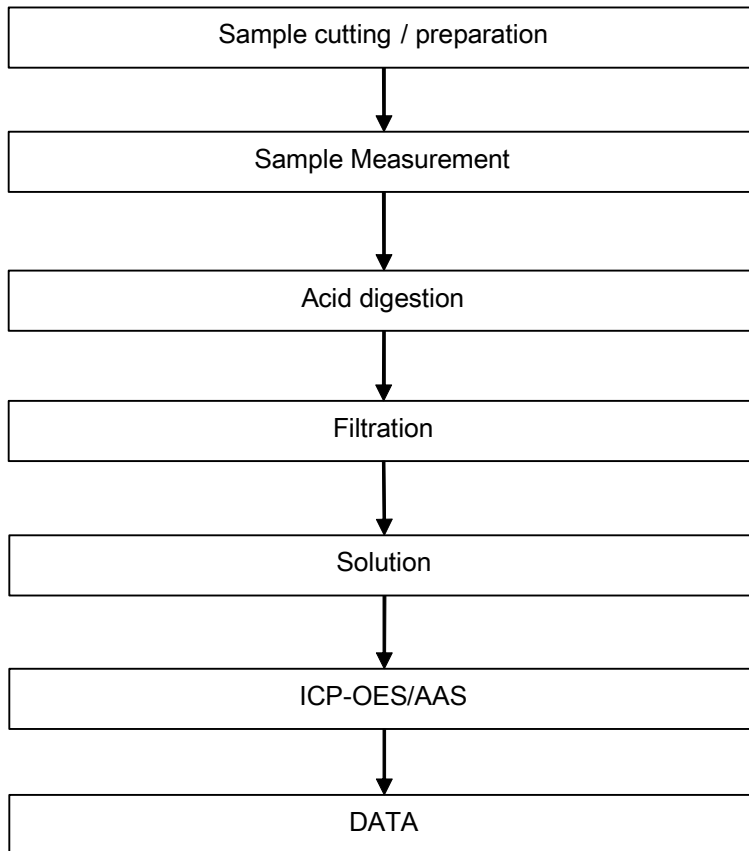 Sample cutting / preparation
Sample Measurement
Acid digestion
Filtration
Solution
ICP-OES/AAS
DATA